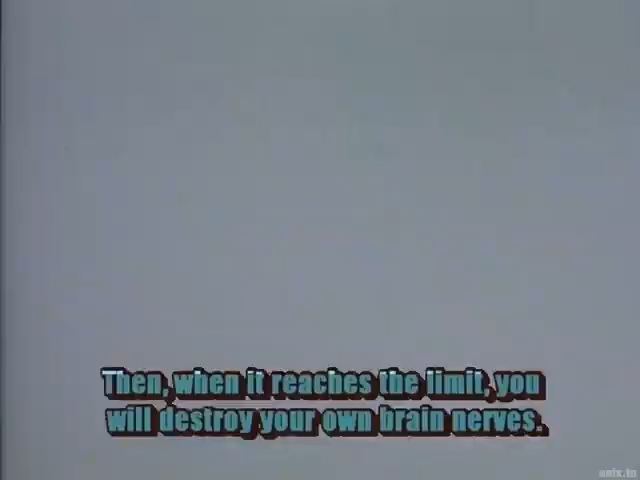 Then, when it reaches the limit, you
will destroy your own brain nerves.